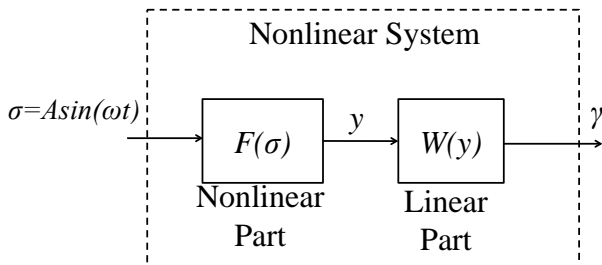 Nonlinear System
σ=Asin(ωt)
F(σ)
y
W(y)
γ
Nonlinear
Part
Linear
Part